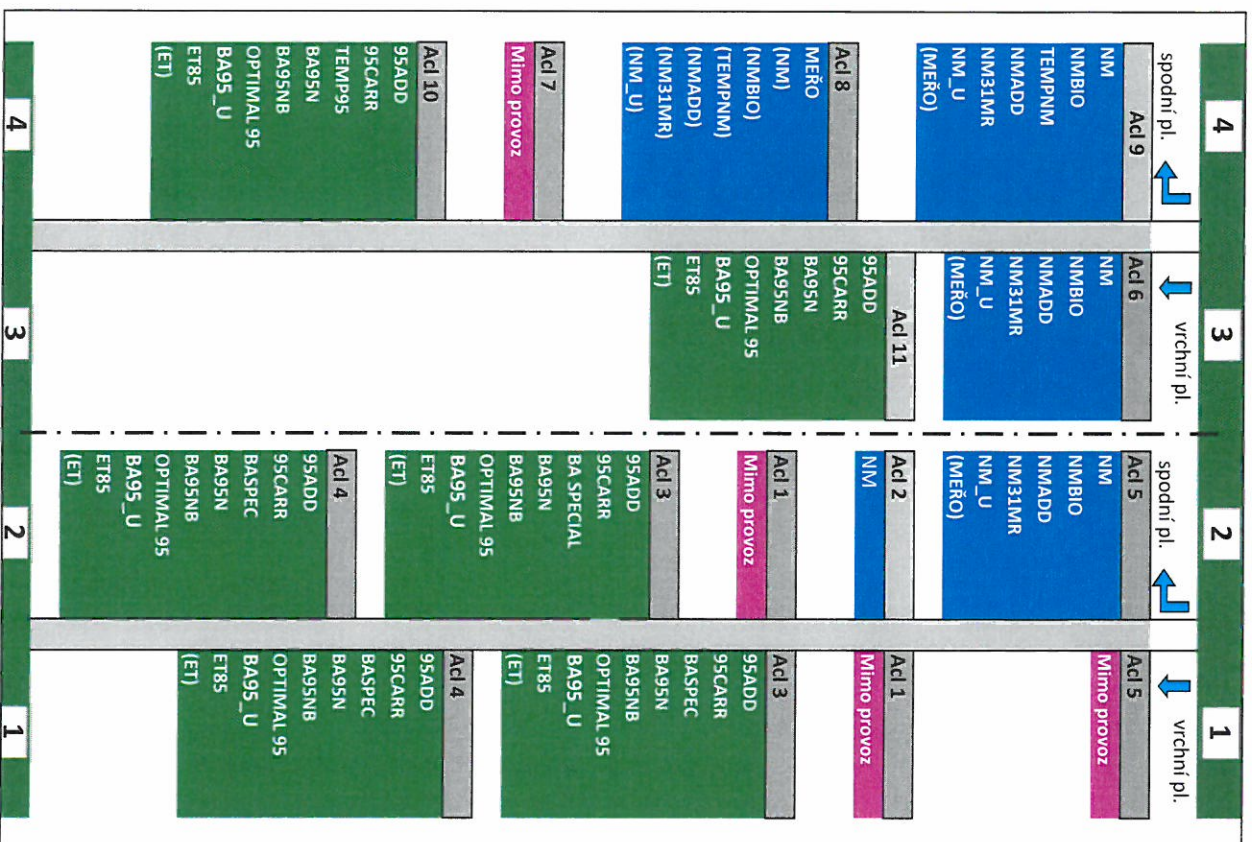 4
spodní pl.
Acl 9
NM
NMBIO
TEMPNM
NMADD
NM31MR
NM_U
(MEŘO)
Acl 8
MEŘO
(NM)
(NMBIO)
(TEMPNM)
(NMADD)
(NM31MR)
(NM_U)
Acl 7
Mimo provoz
Acl 10
95ADD
95CARR
TEMP95
BA95N
BA95NB
OPTIMAL 95
BA95_U
ET85
(ET)
4
3
vrchní pl.
Acl 6
NM
NMBIO
NMADD
NM31MR
NM_U
(MEŘO)
Acl 11
95ADD
95CARR
BA95N
BA95NB
OPTIMAL 95
BA95_U
ET85
(ET)
3
2
spodní pl.
Acl 5
NM
NMBIO
NMADD
NM31MR
NM_U
(MEŘO)
Acl 2
NM
Acl 1
Mimo provoz
Acl 3
95ADD
95CARR
BA SPECIAL
BA95N
BA95NB
OPTIMAL 95
BA95_U
ET85
(ET)
Acl 4
95ADD
95CARR
BASPEC
BA95N
BA95NB
OPTIMAL 95
BA95_U
ET85
(ET)
2
1
vrchní pl.
Acl 5
Mimo provoz
Acl 1
Mimo provoz
Acl 3
95ADD
95CARR
BASPEC
BA95N
BA95NB
OPTIMAL 95
BA95_U
ET85
(ET)
Acl 4
95ADD
95CARR
BASPEC
BA95N
BA95NB
OPTIMAL 95
BA95_U
ET85
(ET)
1